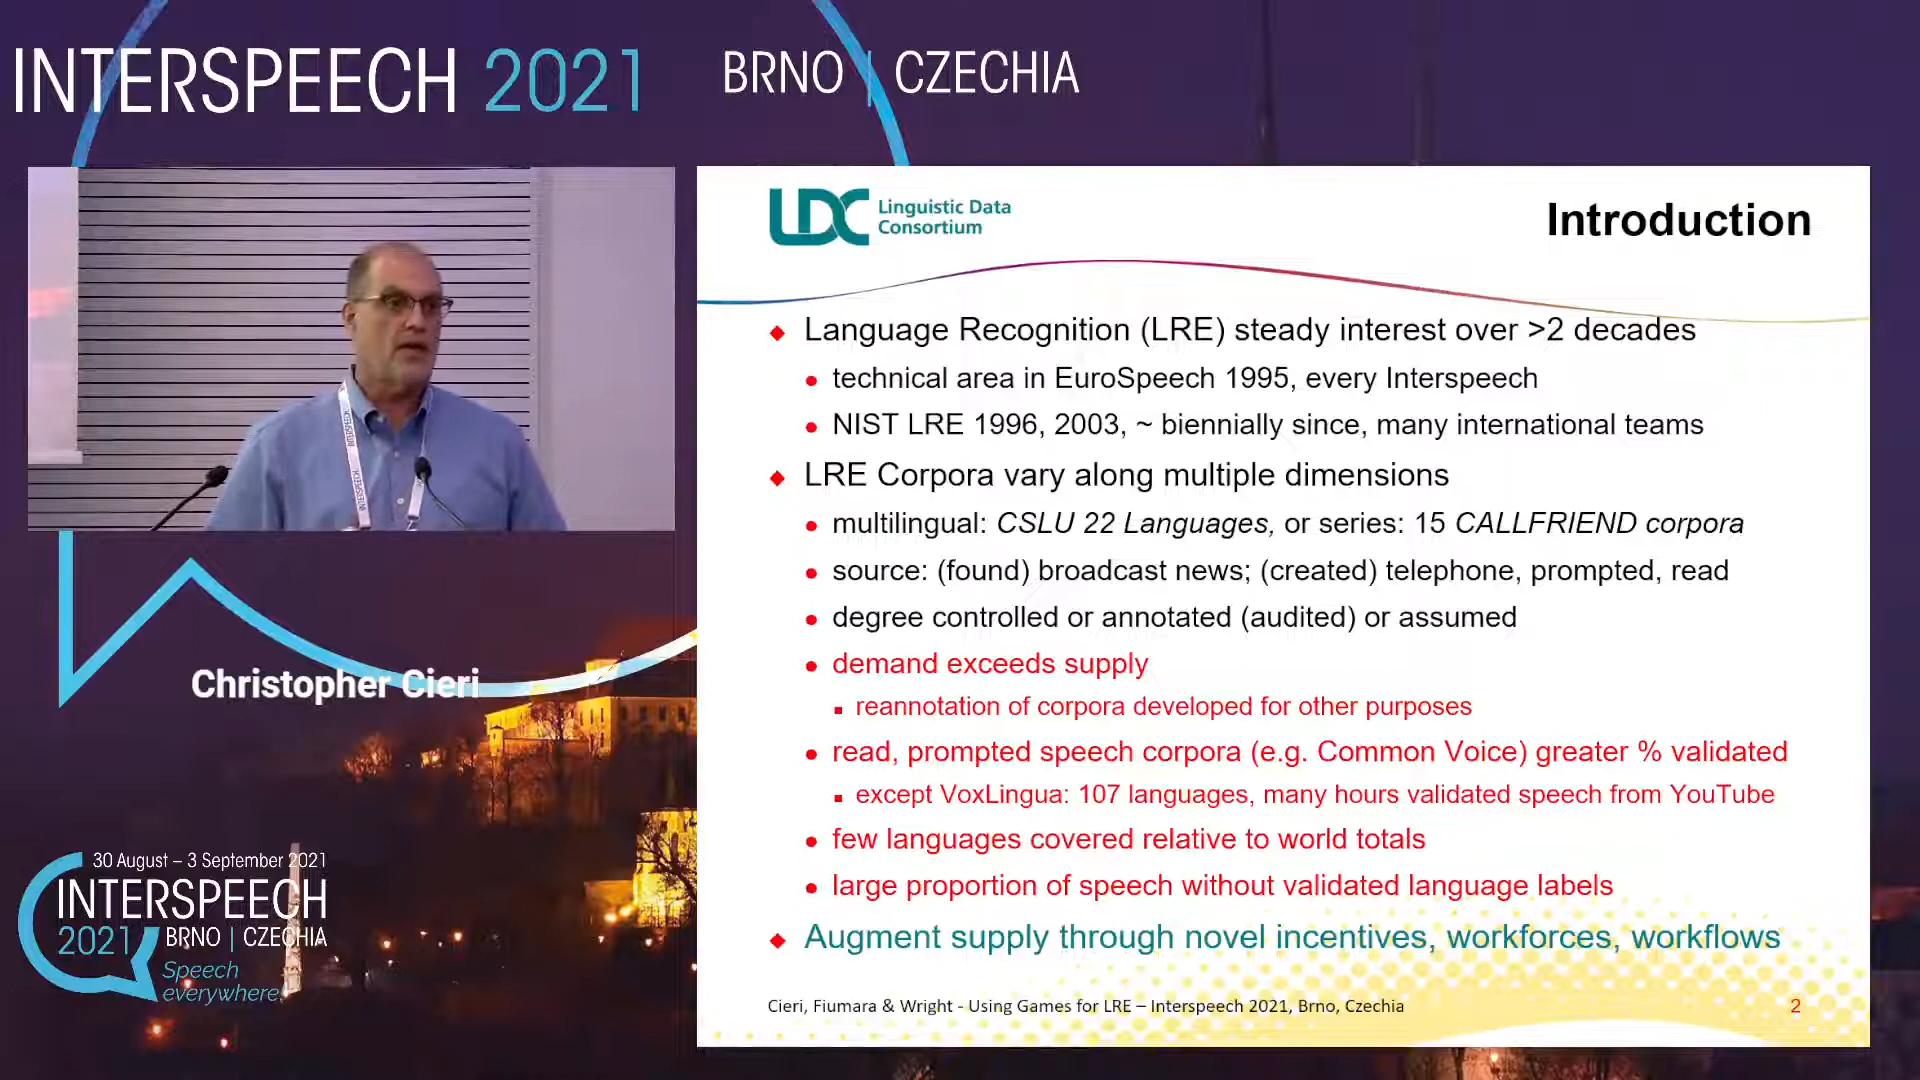 INTERSPEECH 2021
BRNO | CZECHIA
LDC Linguistic Data
Consortium
Introduction
Language Recognition (LRE) steady interest over >2 decades
technical area in EuroSpeech 1995, every Interspeech
NIST LRE 1996, 2003, ~ biennially since, many international teams
LRE Corpora vary along multiple dimensions
multilingual: CSLU 22 Languages, or series: 15 CALLFRIEND corpora
source: (found) broadcast news; (created) telephone, prompted, read
degree controlled or annotated (audited) or assumed
demand exceeds supply
reannotation of corpora developed for other purposes
read, prompted speech corpora (e.g. Common Voice) greater % validated
except VoxLingua: 107 languages, many hours validated speech from YouTube
few languages covered relative to world totals
large proportion of speech without validated language labels
Augment supply through novel incentives, workforces, workflows
Cieri, Fiumara & Wright - Using Games for LRE – Interspeech 2021, Brno, Czechia
2
Christopher Cieri
30 August – 3 September 2021
INTERSPEECH
2021 BRNO | CZECHIA
Speech
everywhere!